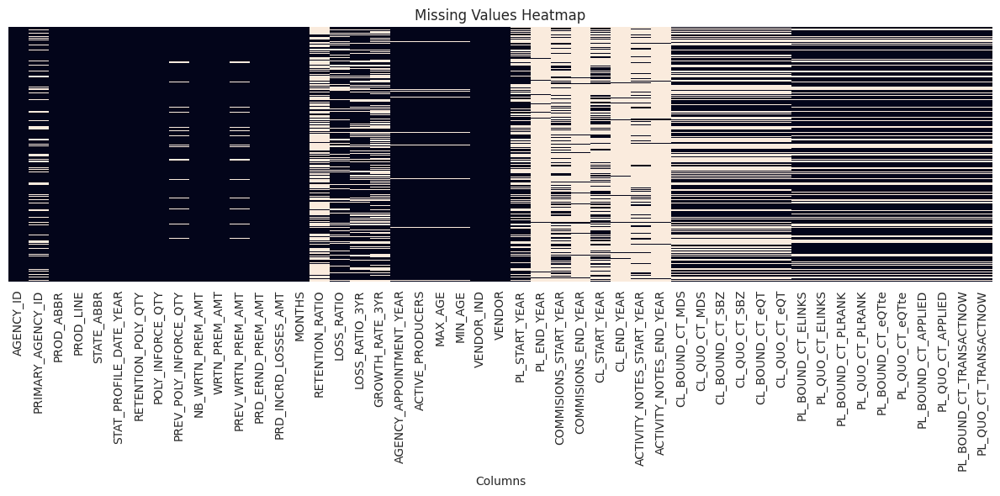 Missing Values Heatmap
AGENCY_ID
PRIMARY_AGENCY_ID
PROD_ABBR
PROD_LINE
STATE_ABBR
STAT_PROFILE_DATE_YEAR
RETENTION_POLY_QTY
POLY_INFORCE_QTY
PREV_POLY_INFORCE_QTY
NB_WRTN_PREM_AMT
WRTN_PREM_AMT
PREV_WRTN_PREM_AMT
PRD_ERND_PREM_AMT
PRD_INCRD_LOSSES_AMT
MONTHS
RETENTION_RATIO
LOSS_RATIO
LOSS_RATIO_3YR
GROWTH_RATE_3YR
AGENCY_APPOINTMENT_YEAR
ACTIVE_PRODUCERS
MAX_AGE
MIN_AGE
VENDOR_IND
VENDOR
PL_START_YEAR
PL_END_YEAR
COMMISIONS_START_YEAR
COMMISIONS_END_YEAR
CL_START_YEAR
CL_END_YEAR
ACTIVITY_NOTES_START_YEAR
ACTIVITY_NOTES_END_YEAR
CL_BOUND_CT_MDS
CL_QUO_CT_MDS
CL_BOUND_CT_SBZ
CL_QUO_CT_SBZ
CL_BOUND_CT_eQT
CL_QUO_CT_eQT
PL_BOUND_CT_ELINKS
PL_QUO_CT_ELINKS
PL_BOUND_CT_PLRANK
PL_QUO_CT_PLRANK
PL_BOUND_CT_eQTte
PL_QUO_CT_eQTte
PL_BOUND_CT_APPLIED
PL_QUO_CT_APPLIED
PL_BOUND_CT_TRANSACTNOW
PL_QUO_CT_TRANSACTNOW
Columns